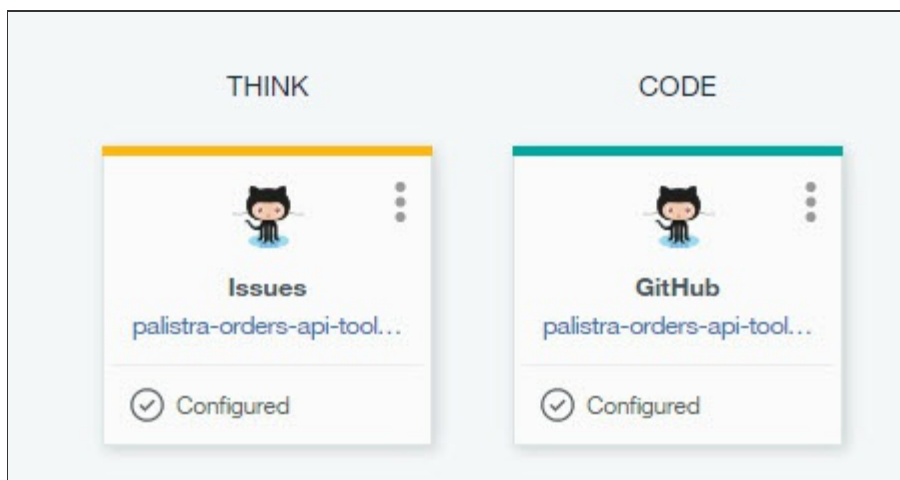 THINK
CODE
Issues
palistra-orders-api-tool...
Configured
GitHub
palistra-orders-api-tool...
Configured